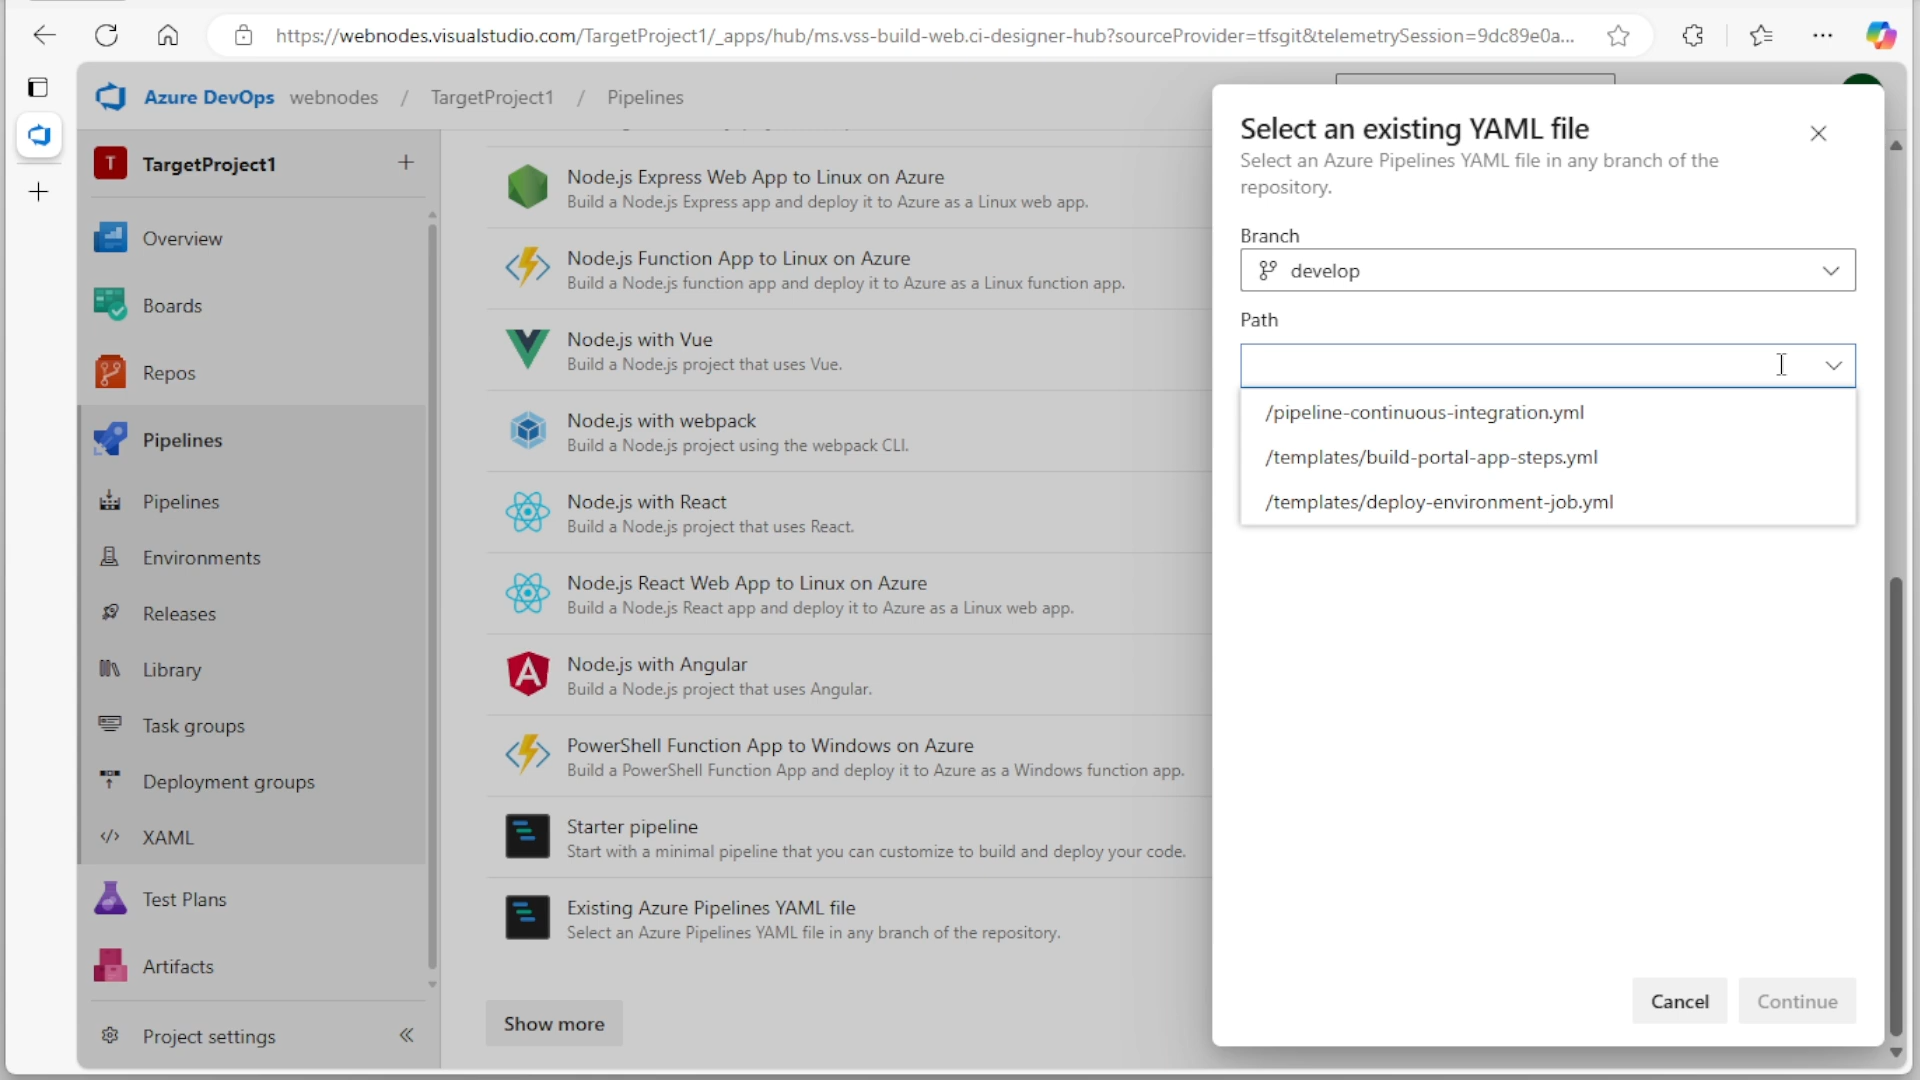 https://webnodes.visualstudio.com/TargetProject1/_apps/hub/ms.vss-build-web.ci-designer-hub?sourceProvider=tfsgit&telemetrySession=9dc89e0a...
Azure DevOps webnodes / TargetProject1 / Pipelines
T TargetProject1
Overview
Boards
Repos
Pipelines
Pipelines
Environments
Releases
Library
Task groups
Deployment groups
XAML
Test Plans
Artifacts
Project settings
Node.js Express Web App to Linux on Azure
Build a Node.js Express app and deploy it to Azure as a Linux web app.
Node.js Function App to Linux on Azure
Build a Node.js function app and deploy it to Azure as a Linux function app.
Node.js with Vue
Build a Node.js project that uses Vue.
Node.js with webpack
Build a Node.js project using the webpack CLI.
Node.js with React
Build a Node.js project that uses React.
Node.js React Web App to Linux on Azure
Build a Node.js React app and deploy it to Azure as a Linux web app.
Node.js with Angular
Build a Node.js project that uses Angular.
PowerShell Function App to Windows on Azure
Build a PowerShell Function App and deploy it to Azure as a Windows function app.
Starter pipeline
Start with a minimal pipeline that you can customize to build and deploy your code.
Existing Azure Pipelines YAML file
Select an Azure Pipelines YAML file in any branch of the repository.
Show more
Select an existing YAML file
Select an Azure Pipelines YAML file in any branch of the
repository.
Branch
develop
Path
/pipeline-continuous-integration.yml
/templates/build-portal-app-steps.yml
/templates/deploy-environment-job.yml
Cancel
Continue